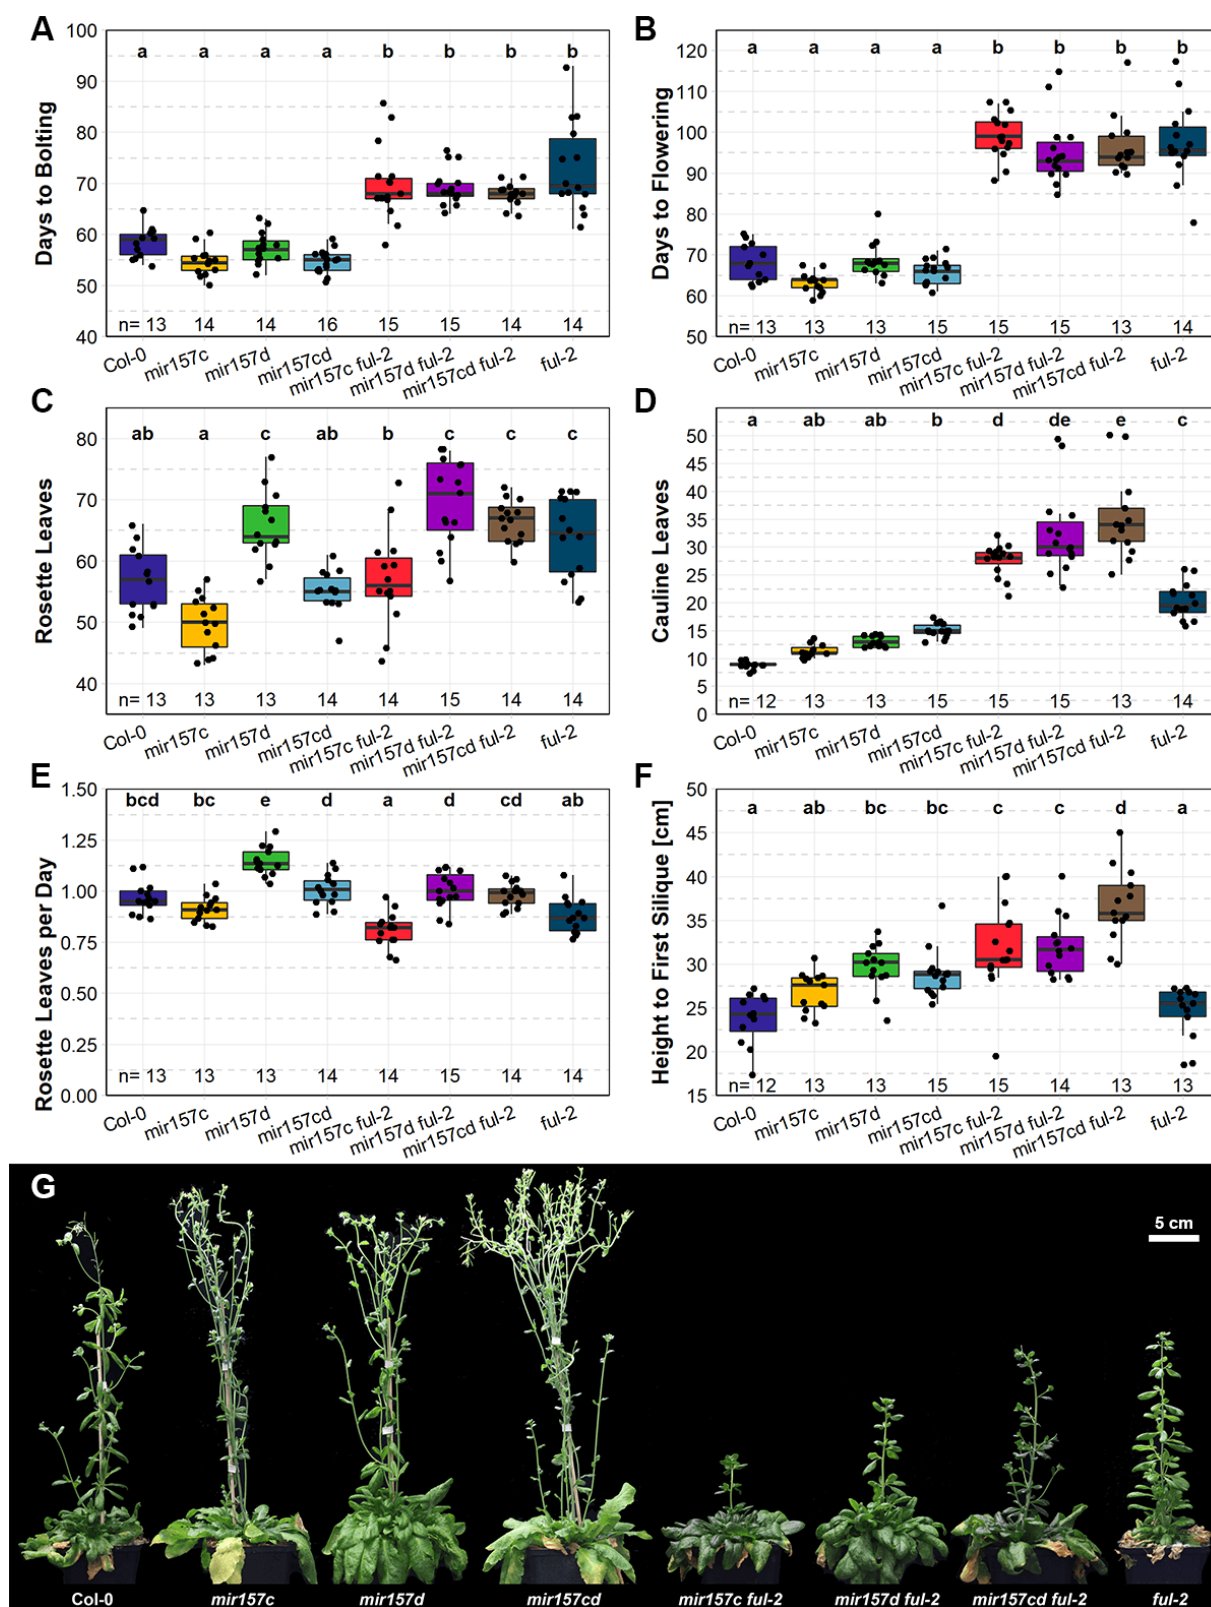 A
Days to Bolting
100
90
80
70
60
50
40
a a a a b b b b
n= 13 14 14 16 15 15 14 14
Col-0 mir157c mir157d mir157cd mir157c ful-2 mir157d ful-2 mir157cd ful-2 ful-2
B
Days to Flowering
120
110
100
90
80
70
60
50
a a a a b b b b
n= 13 13 13 15 15 15 13 14
Col-0 mir157c mir157d mir157cd mir157c ful-2 mir157d ful-2 mir157cd ful-2 ful-2
C
Rosette Leaves
80
70
60
50
40
ab a c ab b c c c
n= 13 13 13 14 14 15 14 14
Col-0 mir157c mir157d mir157cd mir157c ful-2 mir157d ful-2 mir157cd ful-2 ful-2
D
Cauline Leaves
50
45
40
35
30
25
20
15
10
5
0
a ab ab b d de e c
n= 12 13 13 15 15 15 13 14
Col-0 mir157c mir157d mir157cd mir157c ful-2 mir157d ful-2 mir157cd ful-2 ful-2
E
Rosette Leaves per Day
1.50
1.25
1.00
0.75
0.50
0.25
0.00
bcd bc e d a d cd ab
n= 13 13 13 14 14 15 14 14
Col-0 mir157c mir157d mir157cd mir157c ful-2 mir157d ful-2 mir157cd ful-2 ful-2
F
Height to First Silique [cm]
50
45
40
35
30
25
20
15
a ab bc bc c c d a
n= 12 13 13 15 15 14 13 13
Col-0 mir157c mir157d mir157cd mir157c ful-2 mir157d ful-2 mir157cd ful-2 ful-2
G
5 cm
Col-0 mir157c mir157d mir157cd mir157c ful-2 mir157d ful-2 mir157cd ful-2 ful-2